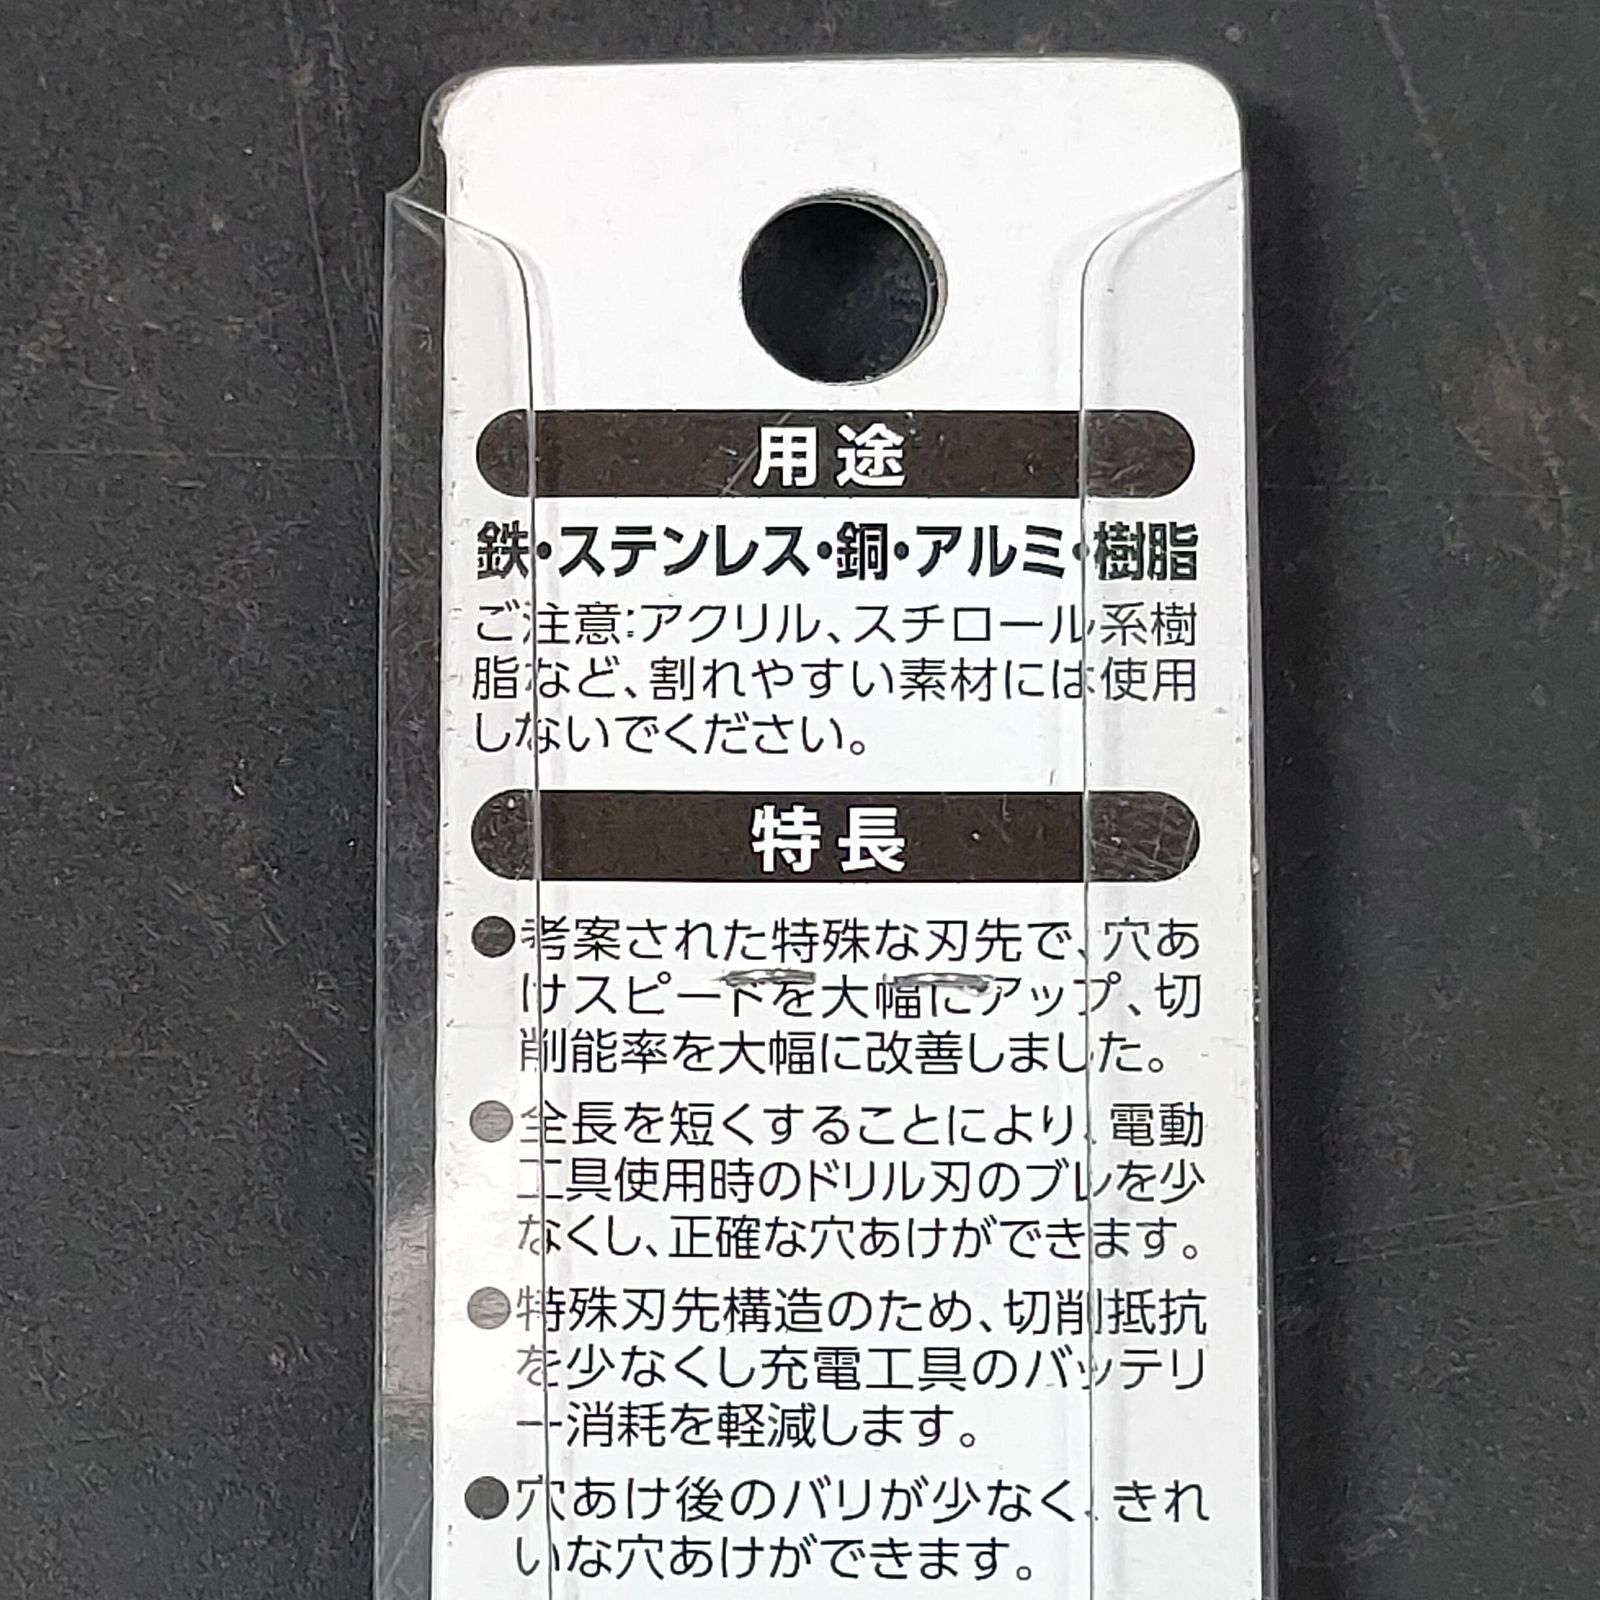 用途
鉄・ステンレス・銅・アルミ・樹脂
ご注意:アクリル、スチロール系樹
脂など、割れやすい素材には使用
しないでください。
特長
●考案された特殊な刃先で、穴あ
けスピードを大幅にアップ、切
削能率を大幅に改善しました。
●全長を短くすることにより、電動
工具使用時のドリル刃のブレを少
なくし、正確な穴あけができます。
●特殊刃先構造のため、切削抵抗
を少なくし充電工具のバッテリ
ー消耗を軽減します。
●穴あけ後のバリが少なく、きれ
いな穴あけができます。